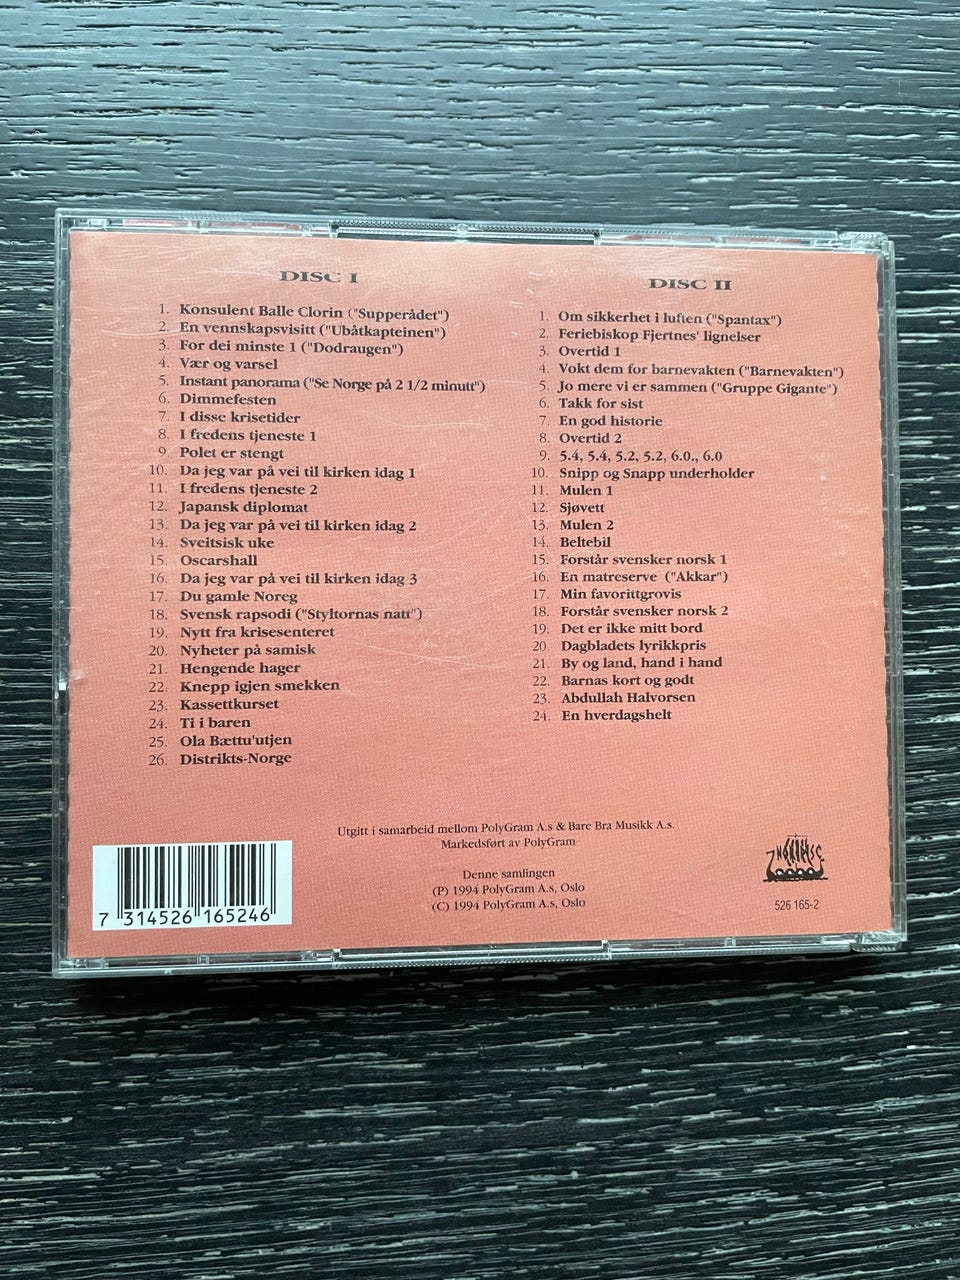 DISC I
1. Konsulent Balle Clorin ("Supperådet")
2. En vennskapsvisitt ("Ubåtkapteinen")
3. For dei minste 1 ("Dodraugen")
4. Vær og varsel
5. Instant panorama ("Se Norge på 2 1/2 minutt")
6. Dimmefesten
7. I disse krisetider
8. I fredens tjeneste 1
9. Polet er stengt
10. Da jeg var på vei til kirken idag 1
11. I fredens tjeneste 2
12. Japansk diplomat
13. Da jeg var på vei til kirken idag 2
14. Sveitsisk uke
15. Oscarshall
16. Da jeg var på vei til kirken idag 3
17. Du gamle Noreg
18. Svensk rapsodi ("Styltornas natt")
19. Nytt fra krisesenteret
20. Nyheter på samisk
21. Hengende hager
22. Knepp igjen smekken
23. Kassettkurset
24. Ti i baren
25. Ola Bættu'utjen
26. Distrikts-Norge
DISC II
1. Om sikkerhet i luften ("Spantax")
2. Feriebiskop Fjertnes' lignelser
3. Overtid 1
4. Vokt dem for barnevakten ("Barnevakten")
5. Jo mere vi er sammen ("Gruppe Gigante")
6. Takk for sist
7. En god historie
8. Overtid 2
9. 5.4, 5.4, 5.2, 5.2, 6.0., 6.0
10. Snipp og Snapp underholder
11. Mulen 1
12. Sjøvett
13. Mulen 2
14. Beltebil
15. Forstår svensker norsk 1
16. En matreserve ("Akkar")
17. Min favorittgrovis
18. Forstår svensker norsk 2
19. Det er ikke mitt bord
20. Dagbladets lyrikkpris
21. By og land, hand i hand
22. Barnas kort og godt
23. Abdullah Halvorsen
24. En hverdagshelt
Utgitt i samarbeid mellom PolyGram A.s & Bare Bra Musikk A.s.
Markedsført av PolyGram
Denne samlingen
(P) 1994 PolyGram A.s, Oslo
(C) 1994 PolyGram A.s, Oslo
7 314526 165246
NORDISC
526 165-2